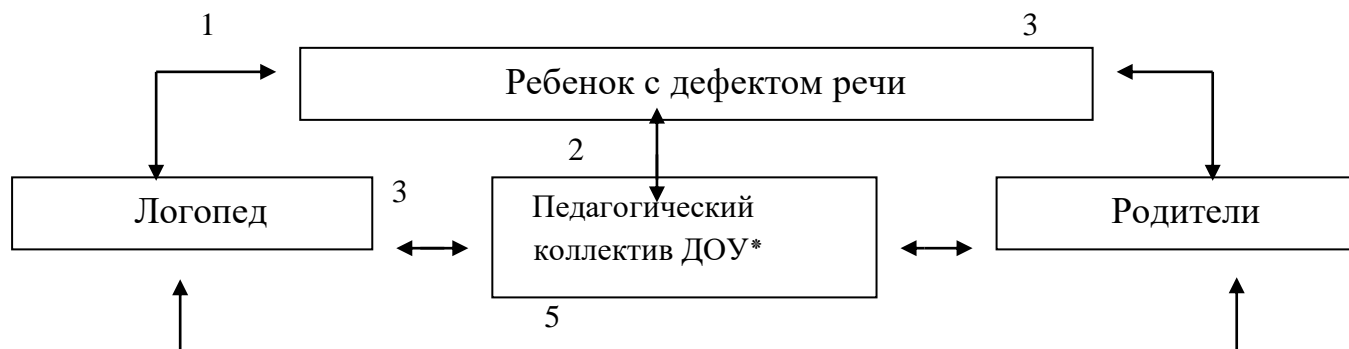 1
3
Ребенок с дефектом речи
2
3
Логопед
Педагогический
коллектив ДОУ*
Родители
5